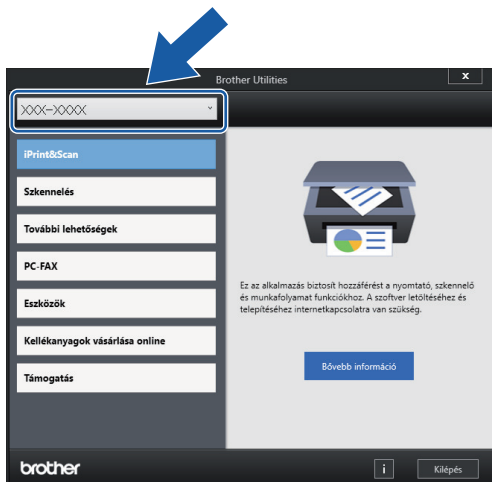 Brother Utilities
x
XXX-XXXX
iPrint&Scan
Szkennelés
További lehetőségek
PC-FAX
Eszközök
Kellékanyagok vásárlása online
Támogatás
Ez az alkalmazás biztosít hozzáférést a nyomtató, szkennelő
és munkafolyamat funkciókhoz. A szoftver letöltéséhez és
telepítéséhez internetkapcsolatra van szükség.
Bővebb információ
brother
i
Kilépés